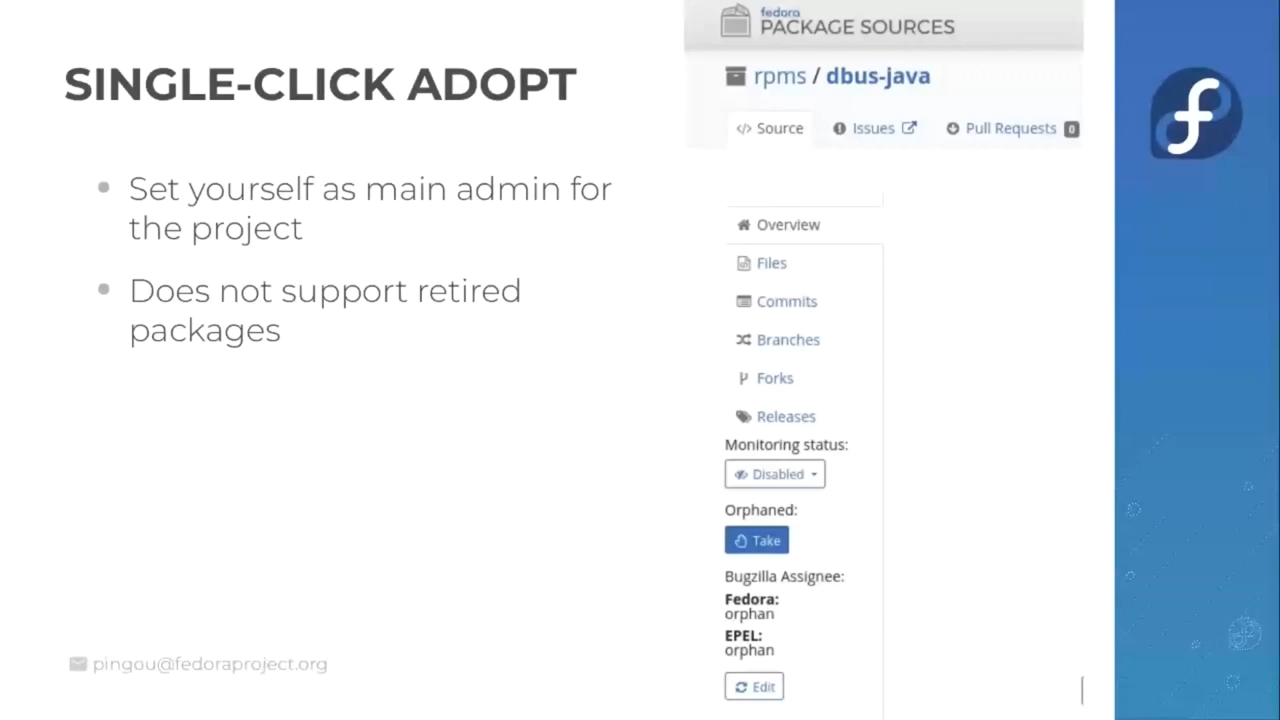 SINGLE-CLICK ADOPT
Set yourself as main admin for
the project
Does not support retired
packages
pingou@fedoraproject.org
fedora
PACKAGE SOURCES
rpms / dbus-java
</> Source
Issues
Pull Requests 0
Overview
Files
Commits
Branches
Forks
Releases
Monitoring status:
Disabled
Orphaned:
Take
Bugzilla Assignee:
Fedora:
orphan
EPEL:
orphan
Edit